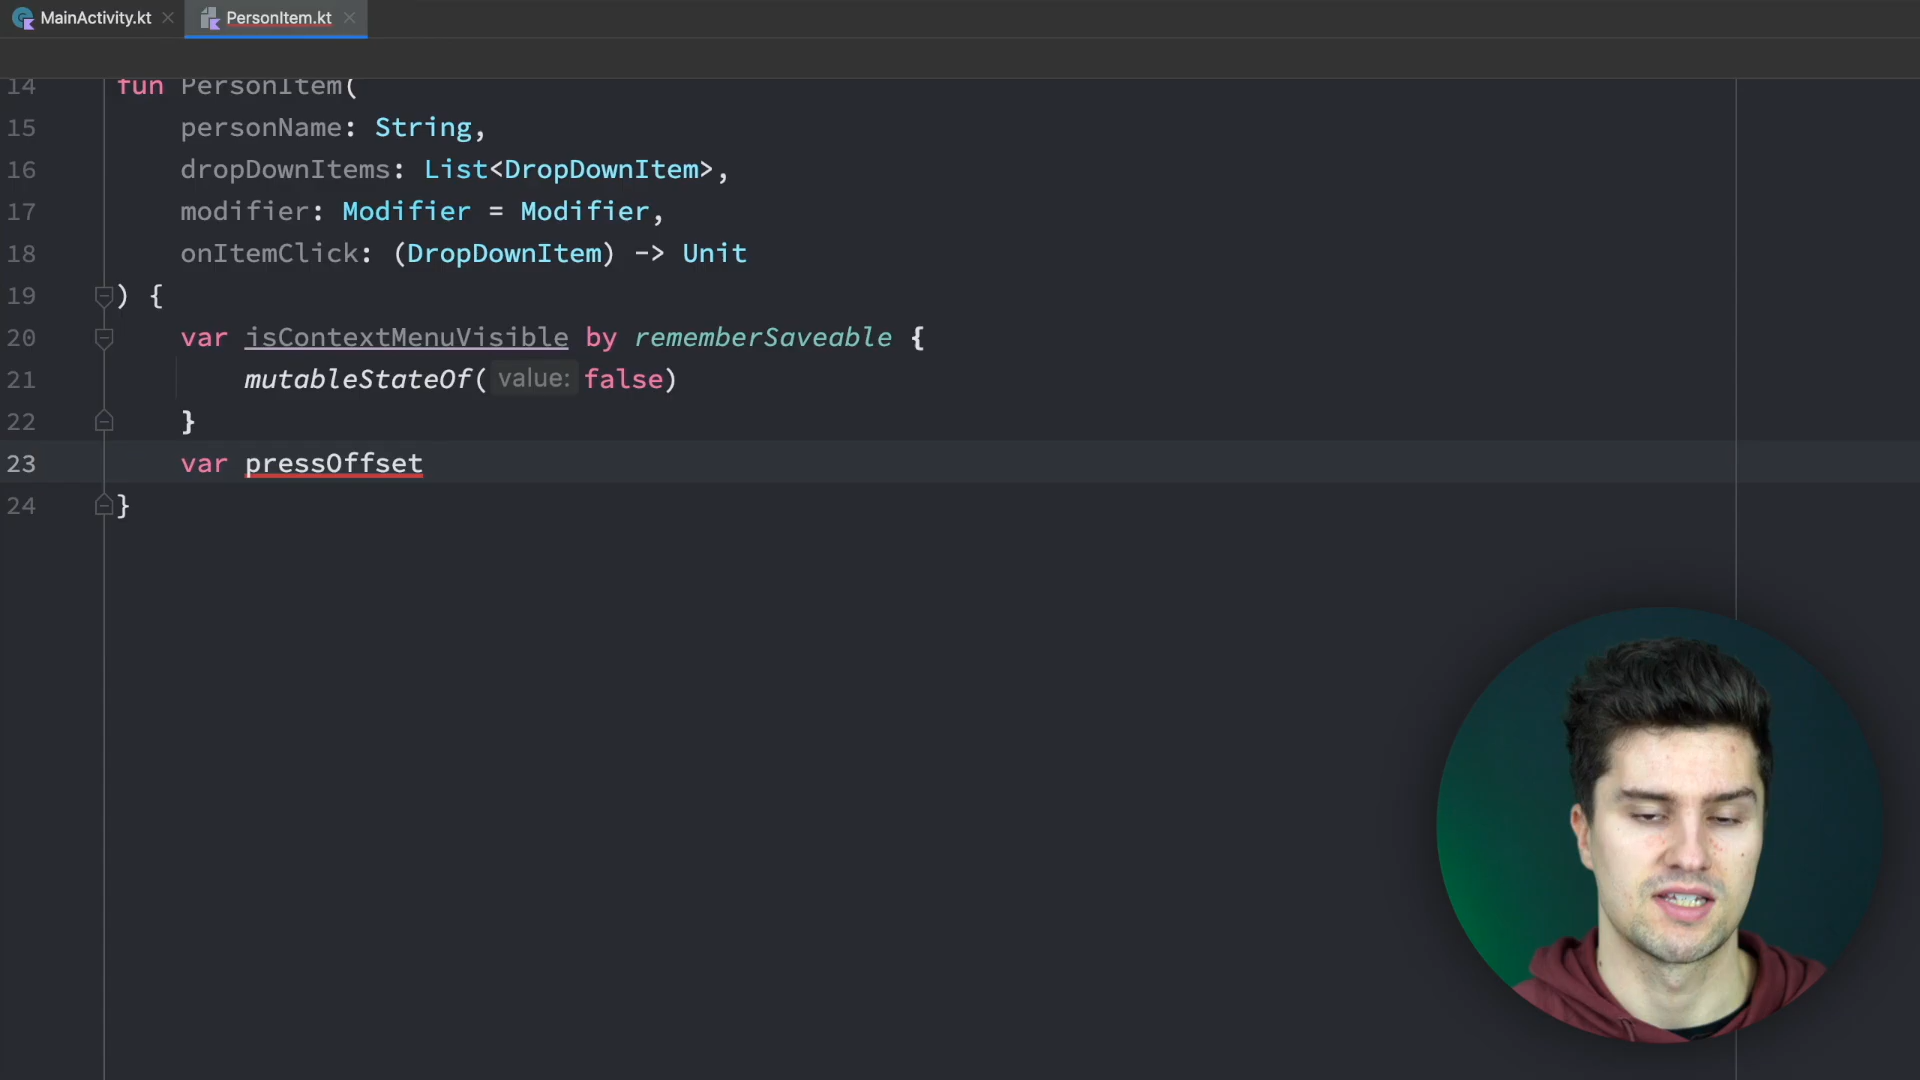 MainActivity.kt
PersonItem.kt
14 fun PersonItem(
15 personName: String,
16 dropDownItems: List<DropDownItem>,
17 modifier: Modifier = Modifier,
18 onItemClick: (DropDownItem) -> Unit
19 ) {
20 var isContextMenuVisible by rememberSaveable {
21 mutableStateOf( value: false)
22 }
23 var pressOffset
24 }